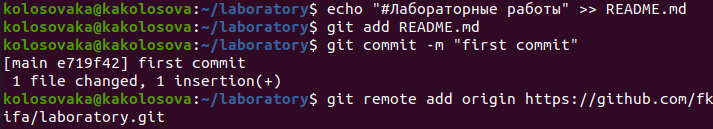 kolosovaka@kakolosova:~/laboratory$ echo "#Лабораторные работы" >> README.md
kolosovaka@kakolosova:~/laboratory$ git add README.md
kolosovaka@kakolosova:~/laboratory$ git commit -m "first commit"
[main e719f42] first commit
 1 file changed, 1 insertion(+)
kolosovaka@kakolosova:~/laboratory$ git remote add origin https://github.com/fk
ifa/laboratory.git